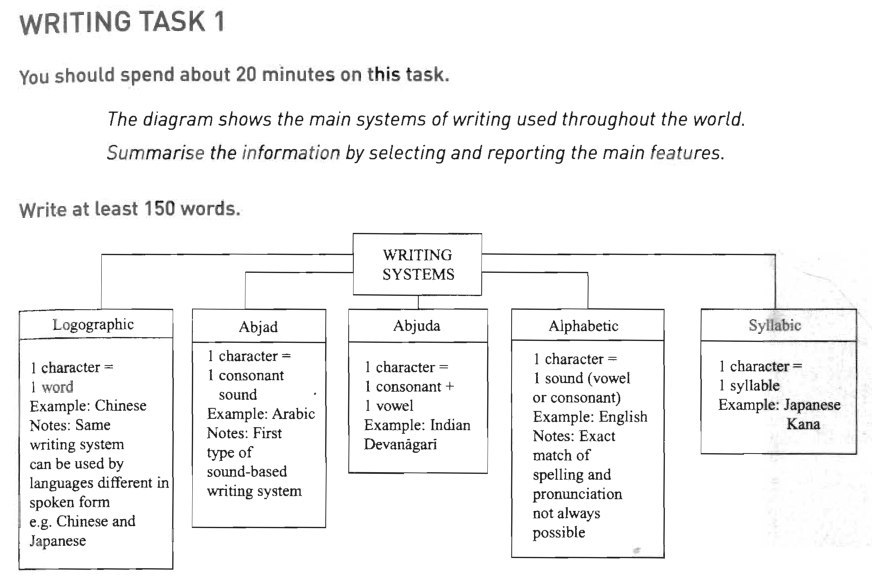 WRITING TASK 1
You should spend about 20 minutes on this task.
The diagram shows the main systems of writing used throughout the world.
Summarise the information by selecting and reporting the main features.
Write at least 150 words.
WRITING
SYSTEMS
Logographic
1 character =
1 word
Example: Chinese
Notes: Same
writing system
can be used by
languages different in
spoken form
e.g. Chinese and
Japanese
Abjad
1 character =
1 consonant
sound
Example: Arabic
Notes: First
type of
sound-based
writing system
Abjuda
1 character =
1 consonant +
1 vowel
Example: Indian
Devanāgarī
Alphabetic
1 character =
1 sound (vowel
or consonant)
Example: English
Notes: Exact
match of
spelling and
pronunciation
not always
possible
Syllabic
1 character =
1 syllable
Example: Japanese
Kana